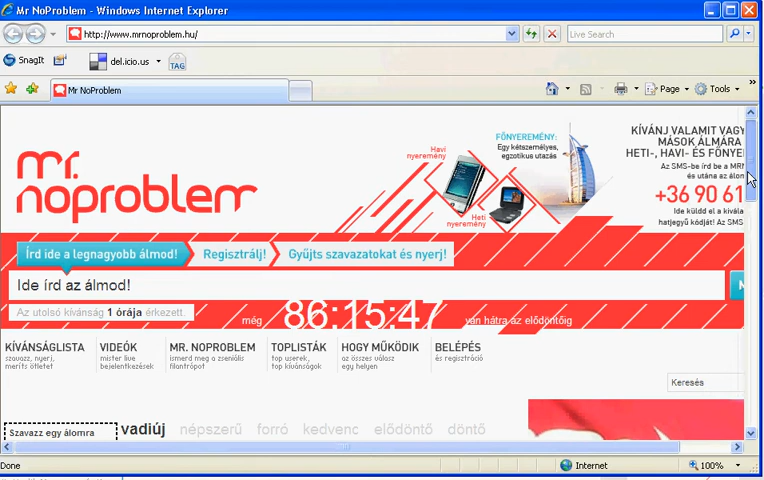 Mr NoProblem - Windows Internet Explorer
http://www.mrnoproblem.hu/
Live Search
SnagIt
del.icio.us
TAG
Mr NoProblem
Page
Tools
mr.
noproblem
Havi
nyeremény
Heti
nyeremény
FŐNYEREMÉNY:
Egy kétszemélyes,
egzotikus utazás
KÍVÁNJ VALAMIT VAGY
MÁSOK ÁLMÁRA
HETI-, HAVI- ÉS FŐNYE
Az SMS-be írd be a MR
és utána az álon
+36 90 61
Ide küldd el a kívála
hatjegyű kódját! Az SMS
Írd ide a legnagyobb álmod!
Regisztrálj!
Gyűjts szavazatokat és nyerj!
Ide írd az álmod!
Az utolsó kívánság 1 órája érkezett.
még 86:15:47 van hátra az elődöntőig
KÍVÁNSÁGLISTA
szavazz, nyerj,
meríts ötletet
VIDEÓK
mister live
bejelentkezések
MR. NOPROBLEM
ismerd meg a zseniális
filantrópot
TOPLISTÁK
top userek,
top kívánságok
HOGY MŰKÖDIK
az összes válasz
egy helyen
BELÉPÉS
és regisztráció
Keresés
Szavazz egy álomra
vadiúj népszerű forró kedvenc elődöntő döntő
Done
Internet
100%